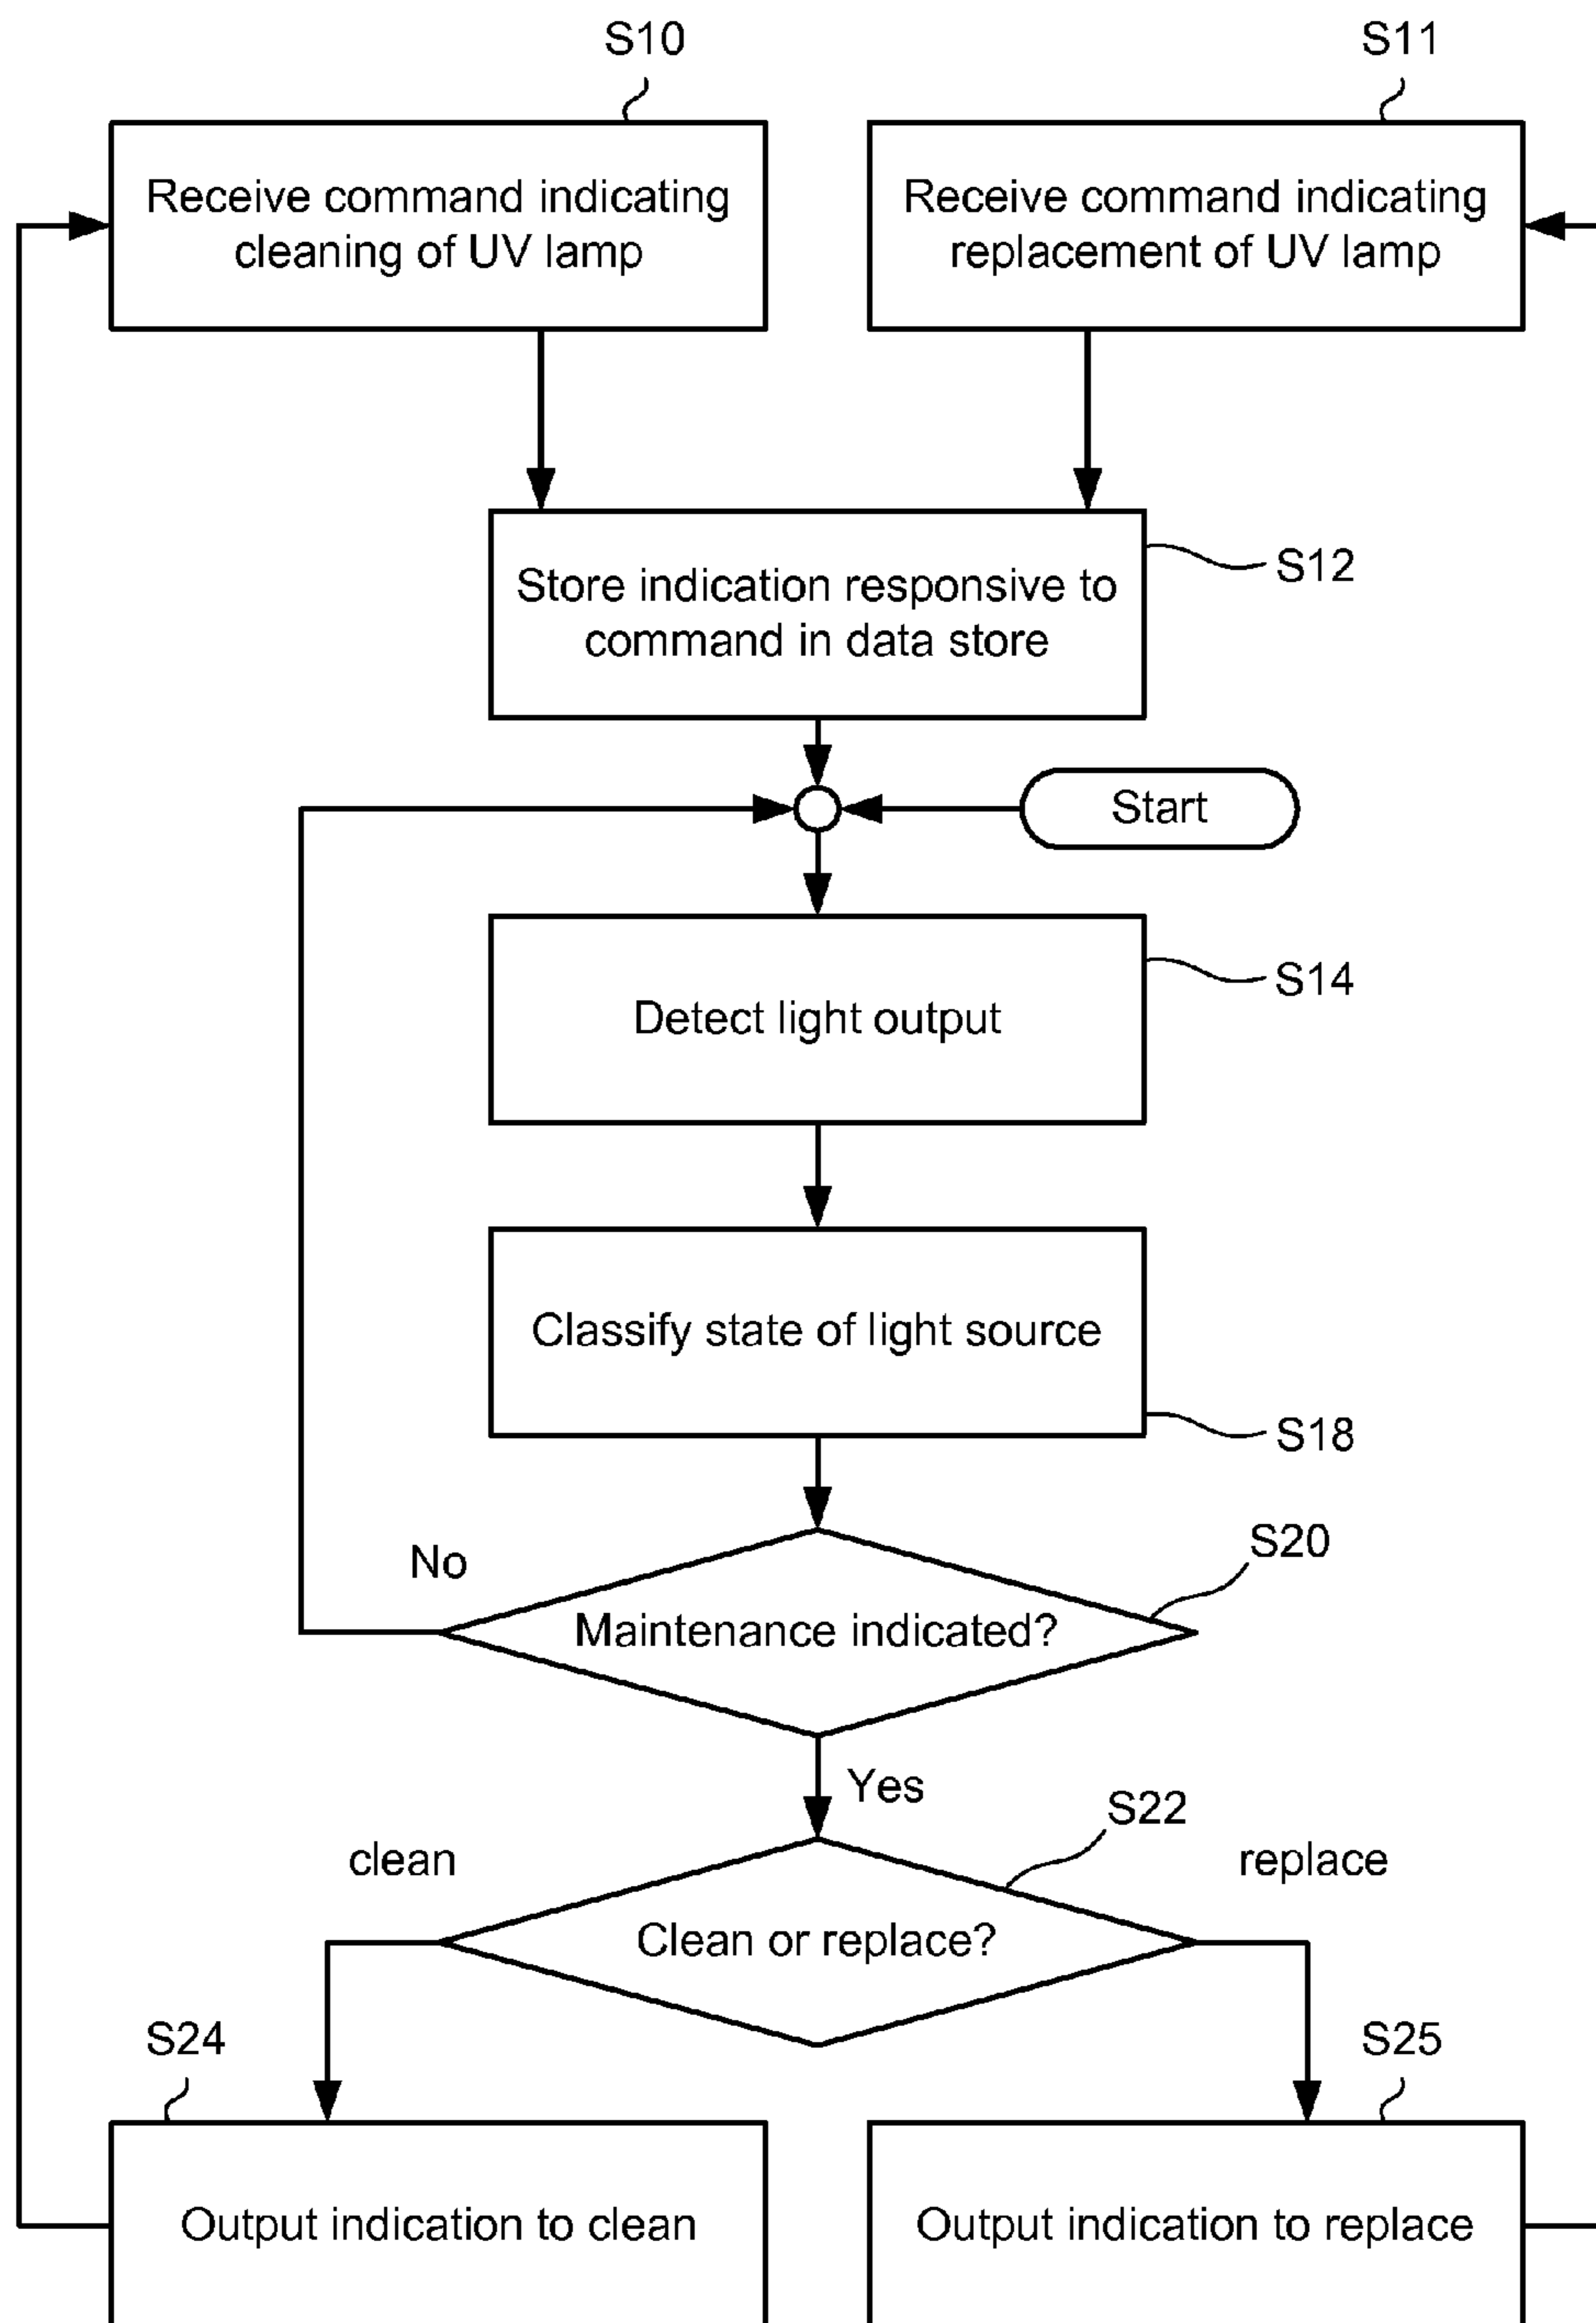 S10
S11
Receive command indicating
cleaning of UV lamp
Receive command indicating
replacement of UV lamp
Store indication responsive to
command in data store
S12
Start
Detect light output
S14
Classify state of light source
S18
No
S20
Maintenance indicated?
Yes
S22
clean
replace
Clean or replace?
S24
S25
Output indication to clean
Output indication to replace